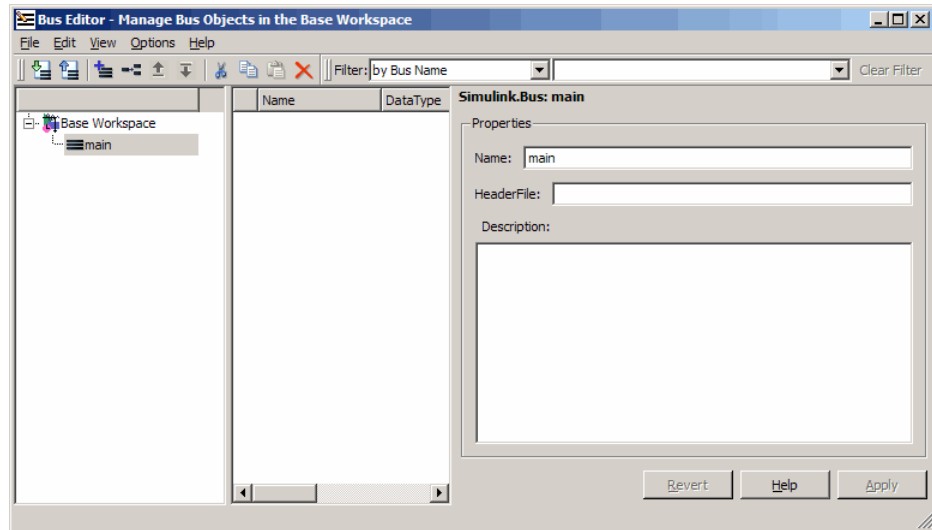 Bus Editor - Manage Bus Objects in the Base Workspace
File Edit View Options Help
Filter: by Bus Name Clear Filter
Name DataType
Simulink.Bus: main
Base Workspace
main
Properties
Name: main
HeaderFile:
Description:
Revert Help Apply